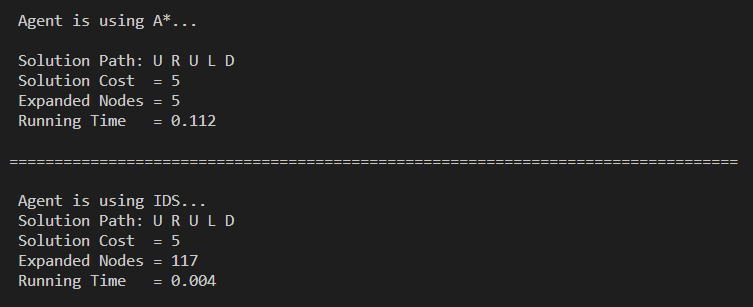 Agent is using A*...
Solution Path: U R U L D
Solution Cost  = 5
Expanded Nodes = 5
Running Time   = 0.112
=================================================================================
Agent is using IDS...
Solution Path: U R U L D
Solution Cost  = 5
Expanded Nodes = 117
Running Time   = 0.004